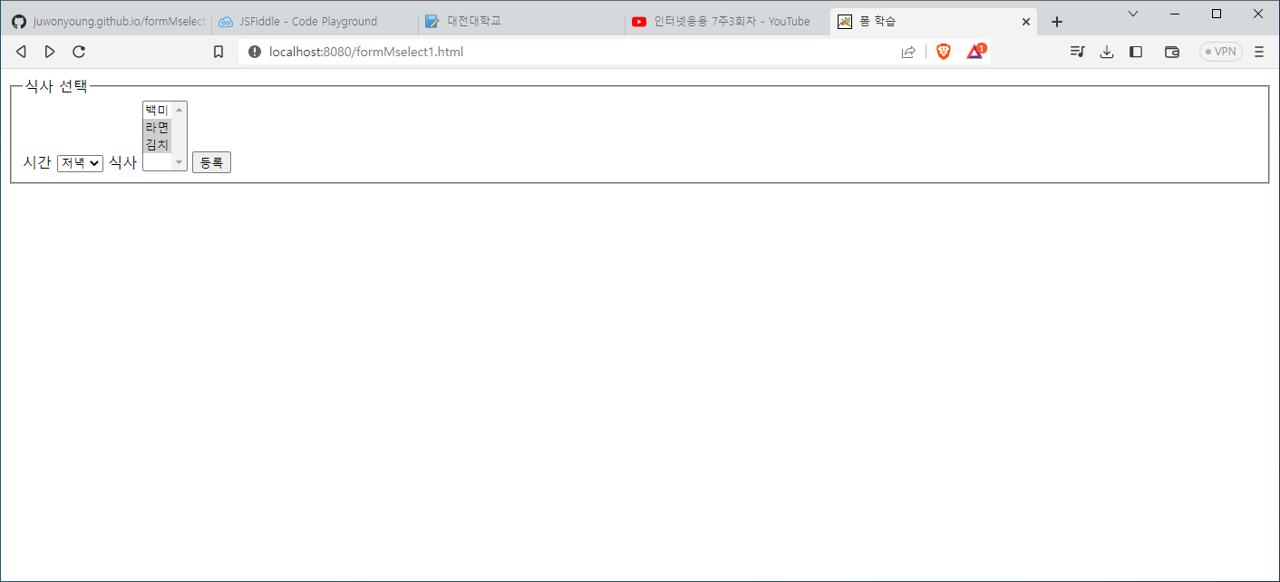 juwonyoung.github.io/formMselect
JSFiddle - Code Playground
대전대학교
인터넷응용 7주3회차 - YouTube
폼 학습
localhost:8080/formMselect1.html
1
VPN
식사 선택
백미
라면
김치
시간 저녁 식사 등록